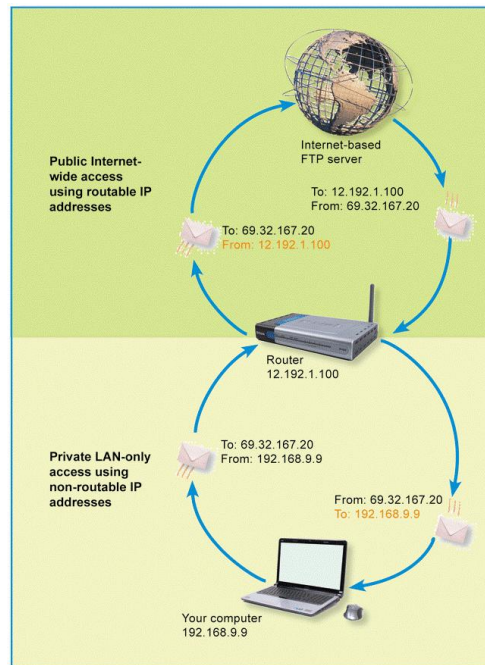 Internet-based
FTP server
Public Internet-
wide access
using routable IP
addresses
To: 12.192.1.100
From: 69.32.167.20
To: 69.32.167.20
From: 12.192.1.100
Router
12.192.1.100
To: 69.32.167.20
From: 192.168.9.9
Private LAN-only
access using
non-routable IP
addresses
From: 69.32.167.20
To: 192.168.9.9
Your computer
192.168.9.9